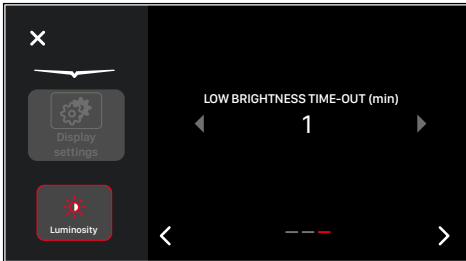 Display
settings
Luminosity
LOW BRIGHTNESS TIME-OUT (min)
1